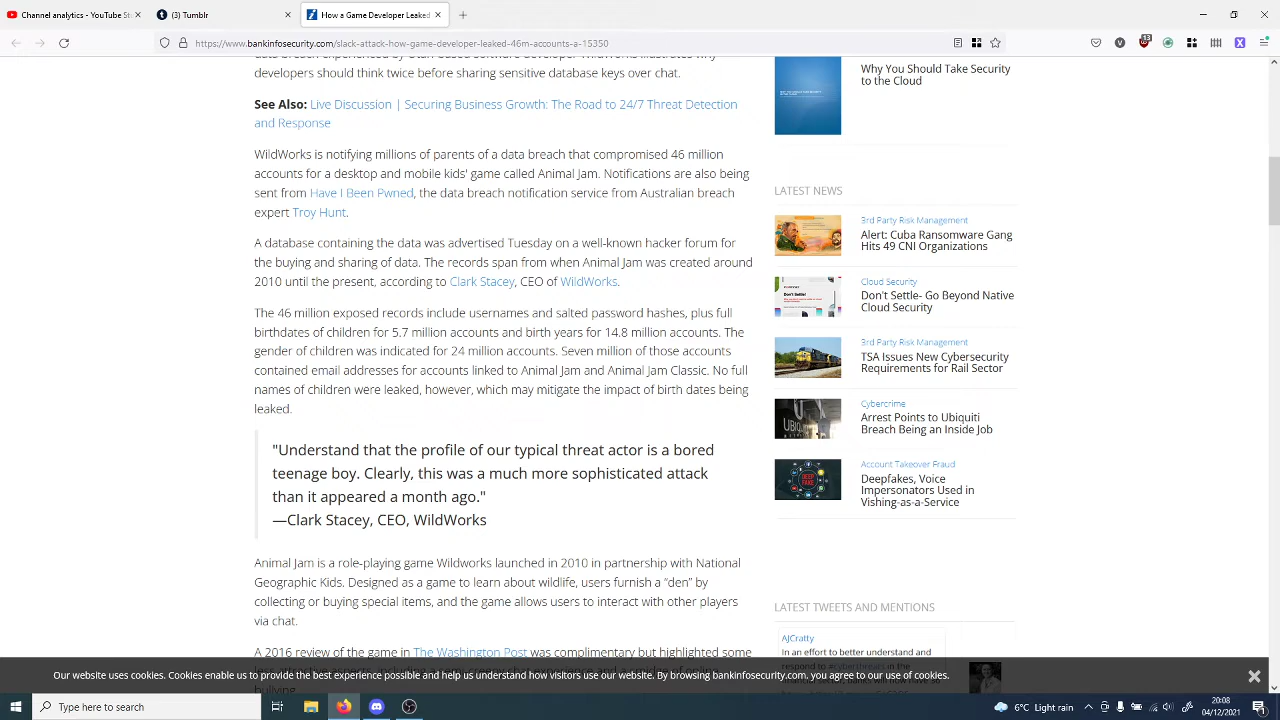 Channel content - YouTube St
(3) Tumblr
How a Game Developer Leaked
https://www.bankinfosecurity.com/slack-attack-how-game-developer-leaked-46m-accounts-a-15350
developers should think twice before sharing sensitive database keys over chat.
See Also: Live | Securing Business Growth: The Road to 24/7 Threat Detection
and Response
WildWorks is notifying millions of parents of a data breach that compromised 46 million
accounts for a desktop and mobile kids' game called Animal Jam. Notifications are also being
sent from Have I Been Pwned, the data breach notification service from Australian breach
expert Troy Hunt.
A database containing the data was advertised Tuesday on a well-known hacker forum for
the buying and sharing of data. The records span from when Animal Jam was created around
2010 until the present, according to Clark Stacey, CEO of WildWorks.
The 46 million exposed records include usernames and salted password hashes, plus full
birthdates of children for 5.7 million accounts and birth years for 14.8 million accounts. The
gender of children was indicated for 24 million accounts. Seven million of those accounts
contained email addresses for accounts linked to Animal Jam and Animal Jam Classic. No full
names of children were leaked, however, which may mitigate the impact of birth dates being
leaked.
"Understand that the profile of our typical threat actor is a bored
teenage boy. Clearly, this was a much more sophisticated attack
than it appeared a month ago."
—Clark Stacey, CEO, WildWorks
Animal Jam is a role-playing game Wildworks launched in 2010 in partnership with National
Geographic Kids. Designed as a game to learn about wildlife, users furnish a “den” by
collecting or buying special items, and the game allows users to interact with other players
via chat.
A 2016 review of the game in The Washington Post was complimentary but highlighted some
Why You Should Take Security
to the Cloud
LATEST NEWS
3rd Party Risk Management
Alert: Cuba Ransomware Gang
Hits 49 CNI Organizations
Cloud Security
Don't Settle- Go Beyond Native
Cloud Security
3rd Party Risk Management
TSA Issues New Cybersecurity
Requirements for Rail Sector
Cybercrime
Arrest Points to Ubiquiti
Breach Being an Inside Job
Account Takeover Fraud
Deepfakes, Voice
Impersonators Used in
Vishing-as-a-Service
LATEST TWEETS AND MENTIONS
AJCratty
In an effort to better understand and
respond to #cyberthreats in the
Our website uses cookies. Cookies enable us to provide the best experience possible and help us understand how visitors use our website. By browsing bankinfosecurity.com, you agree to our use of cookies.
Type here to search
6°C Light rain
20:08
04/12/2021